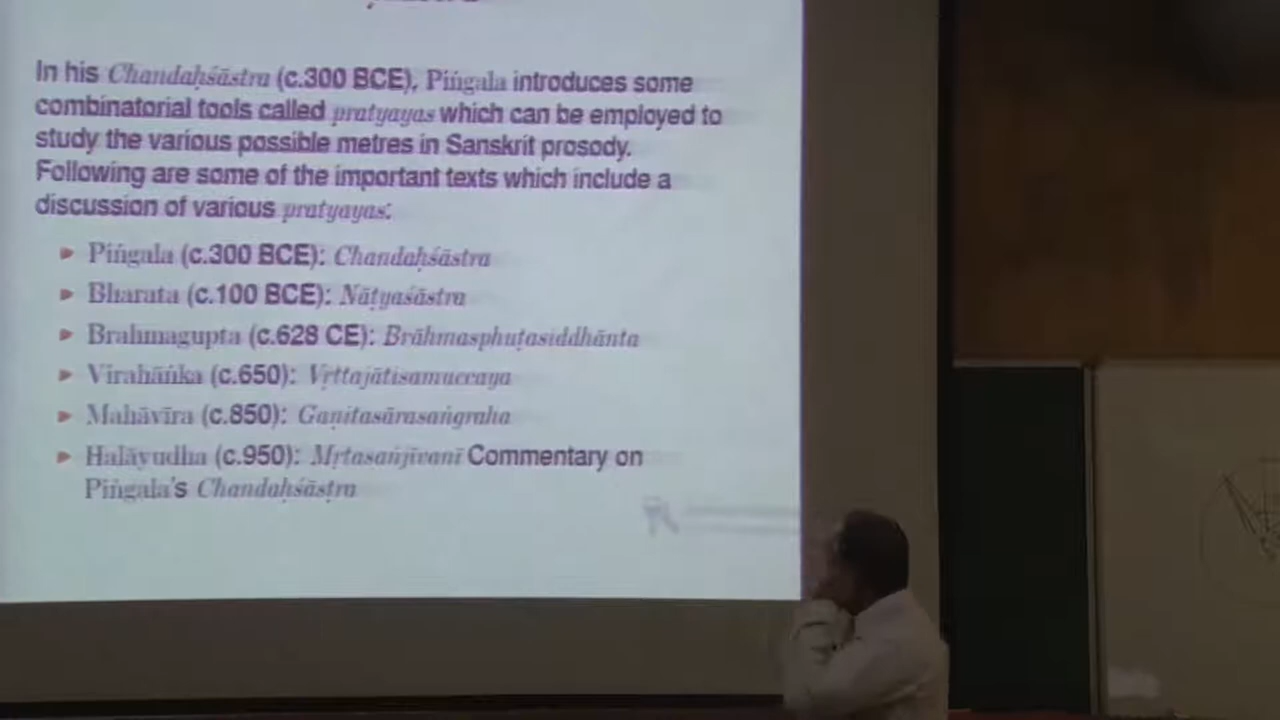 In his Chandaḥśāstra (c.300 BCE), Piṅgala introduces some
combinatorial tools called pratyayas which can be employed to
study the various possible metres in Sanskrit prosody.
Following are some of the important texts which include a
discussion of various pratyayas:
Piṅgala (c.300 BCE): Chandaḥśāstra
Bharata (c.100 BCE): Nāṭyaśāstra
Brahmagupta (c.628 CE): Brāhmasphuṭasiddhānta
Virahāṅka (c.650): Vṛttajātisamuccaya
Mahāvīra (c.850): Gaṇitasārasaṅgraha
Halāyudha (c.950): Mṛtasañjīvanī Commentary on
Piṅgala's Chandaḥśāstra